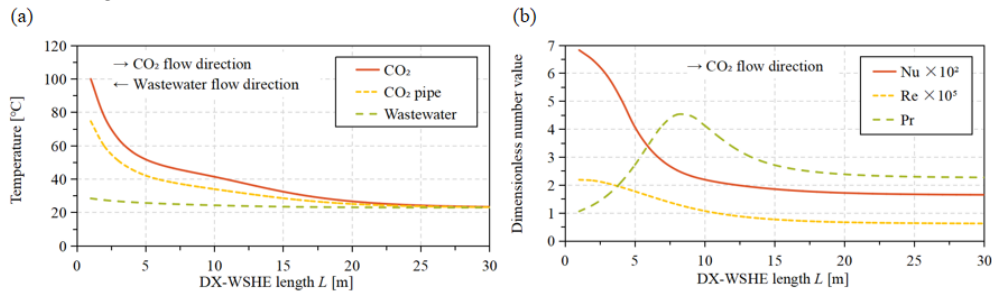 (a)
Temperature [°C]
120
100
80
60
40
20
0
→ CO₂ flow direction
← Wastewater flow direction
CO₂
CO₂ pipe
Wastewater
0
5
10
15
20
25
30
DX-WSHE length L [m]
(b)
Dimensionless number value
7
6
5
4
3
2
1
0
→ CO₂ flow direction
Nu ×10²
Re ×10⁵
Pr
0
5
10
15
20
25
30
DX-WSHE length L [m]